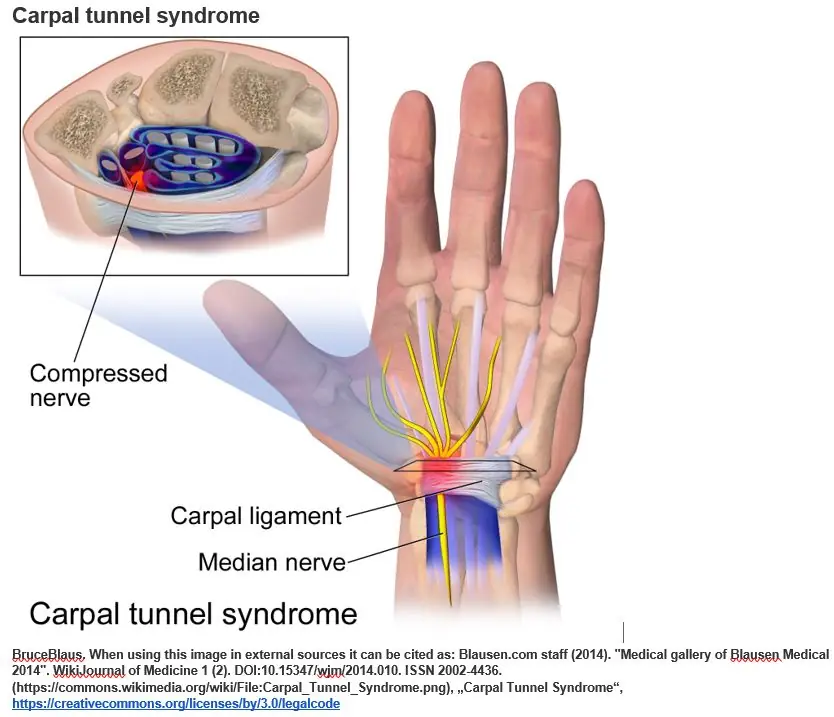 Carpal tunnel syndrome
Compressed
nerve
Carpal ligament
Median nerve
Carpal tunnel syndrome
BruceBlaus. When using this image in external sources it can be cited as: Blausen.com staff (2014). "Medical gallery of Blausen Medical
2014". WikiJournal of Medicine 1 (2). DOI:10.15347/wjm/2014.010. ISSN 2002-4436.
(https://commons.wikimedia.org/wiki/File:Carpal_Tunnel_Syndrome.png), „Carpal Tunnel Syndrome“,
https://creativecommons.org/licenses/by/3.0/legalcode